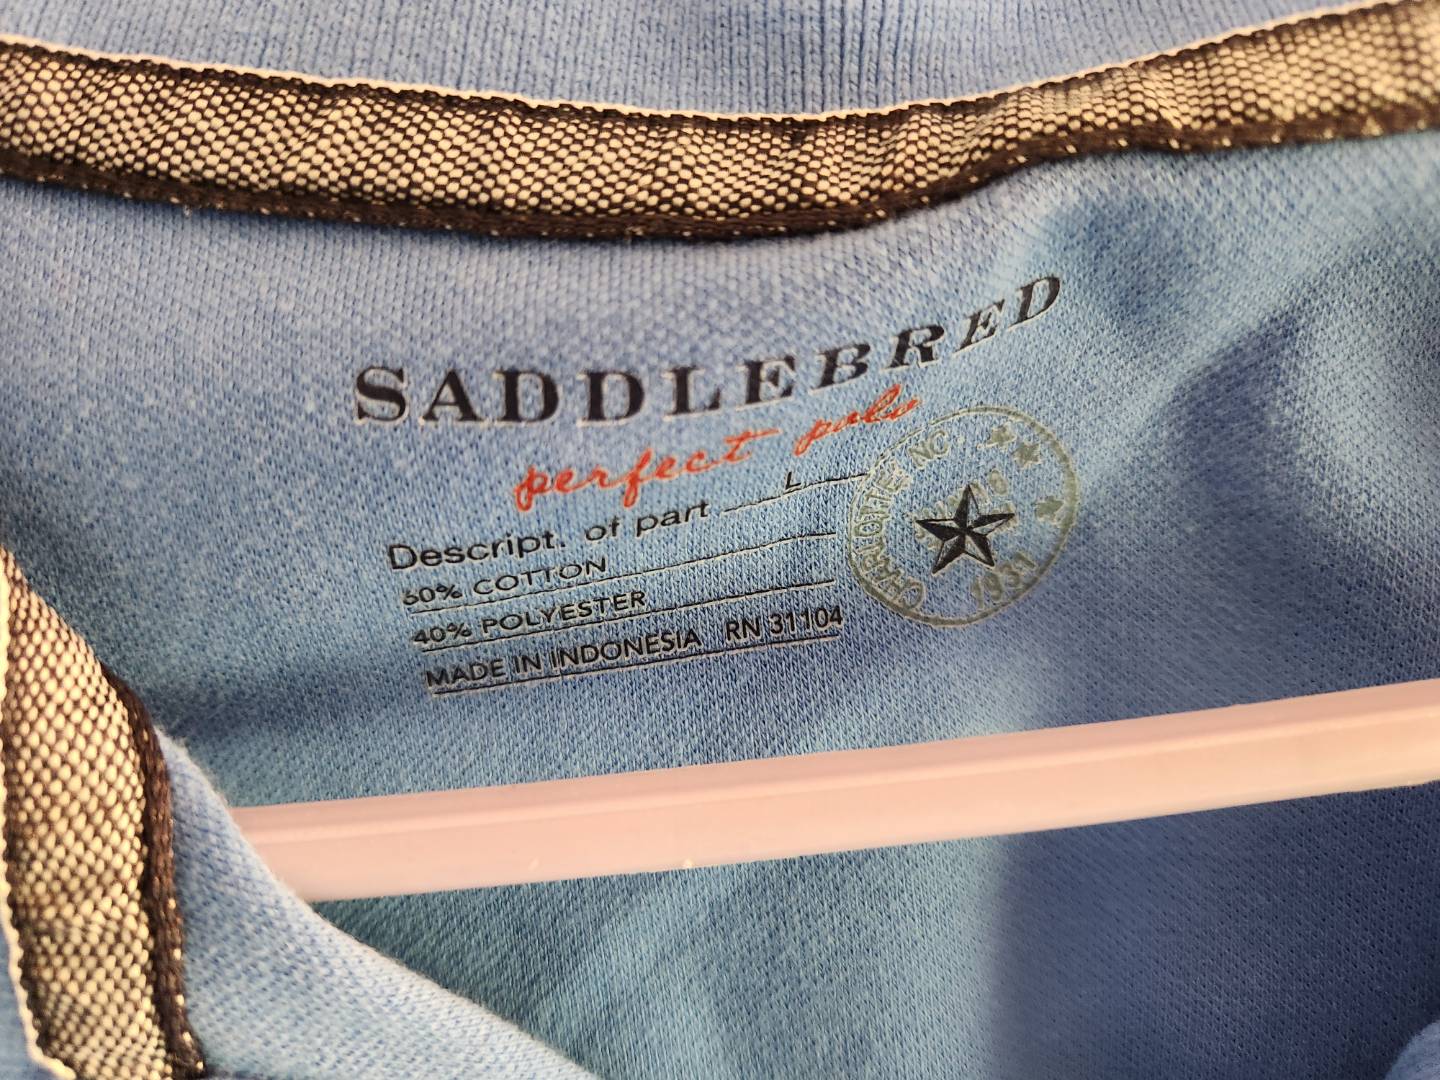 SADDLEBRED
perfect polo
Descript. of part L
60% COTTON
40% POLYESTER
MADE IN INDONESIA RN 31104
CHARLOTTE, NC
1931